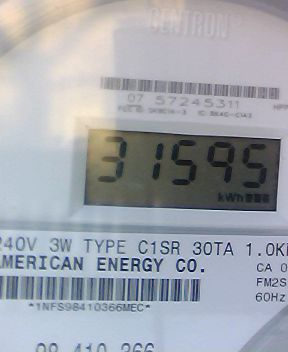 CENTRON®
07 57245311
31595
kWh
240V 3W TYPE C1SR 30TA 1.0K
AMERICAN ENERGY CO.
CA 0
FM2S
60Hz
*1NFS98410366MEC*
98 410 366